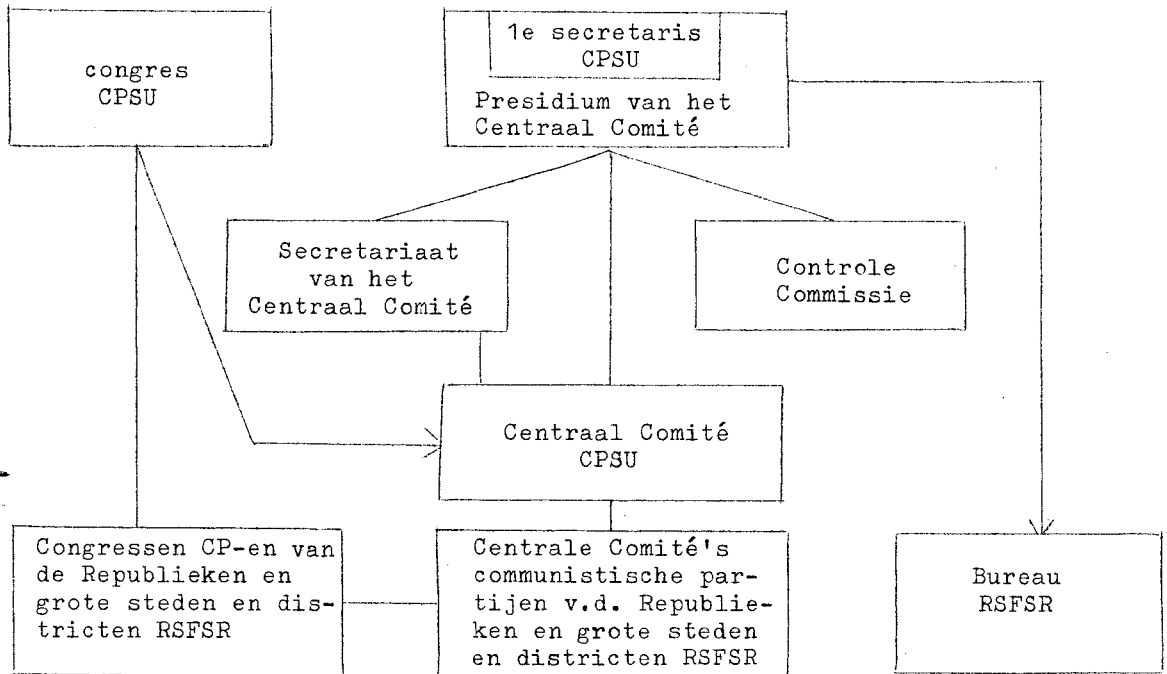 congres
CPSU
1e secretaris
CPSU
Presidium van het
Centraal Comité
Secretariaat
van het
Centraal Comité
Controle
Commissie
Centraal Comité
CPSU
Congressen CP-en van
de Republieken en
grote steden en dis-
tricten RSFSR
Centrale Comité's
communistische par-
tijen v.d. Republie-
ken en grote steden
en districten RSFSR
Bureau
RSFSR